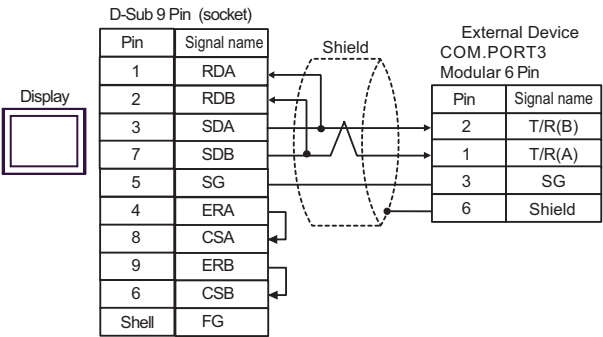 D-Sub 9 Pin (socket)
Pin Signal name
1 RDA
2 RDB
3 SDA
7 SDB
5 SG
4 ERA
8 CSA
9 ERB
6 CSB
Shell FG
Display
Shield
External Device
COM.PORT3
Modular 6 Pin
Pin Signal name
2 T/R(B)
1 T/R(A)
3 SG
6 Shield